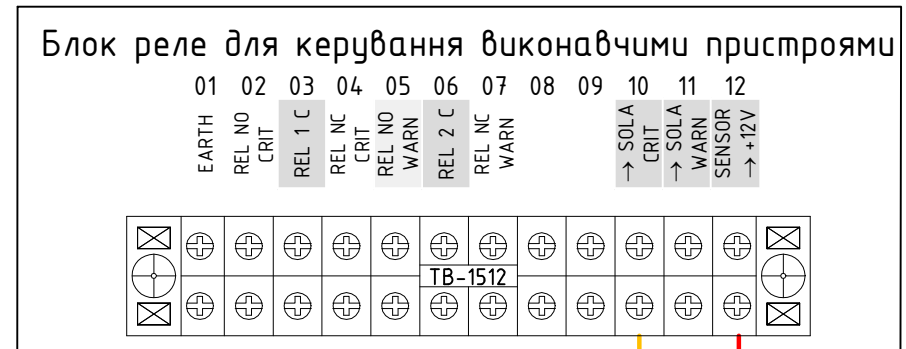 Блок реле для керування виконавчими пристроями
01 02 03 04 05 06 07 08 09 10 11 12
EARTH
REL NO
CRIT
REL 1 C
REL NC
CRIT
REL NO
WARN
REL 2 C
REL NC
WARN
→ SOLA
CRIT
→ SOLA
WARN
SENSOR
→ +12V
TB-1512